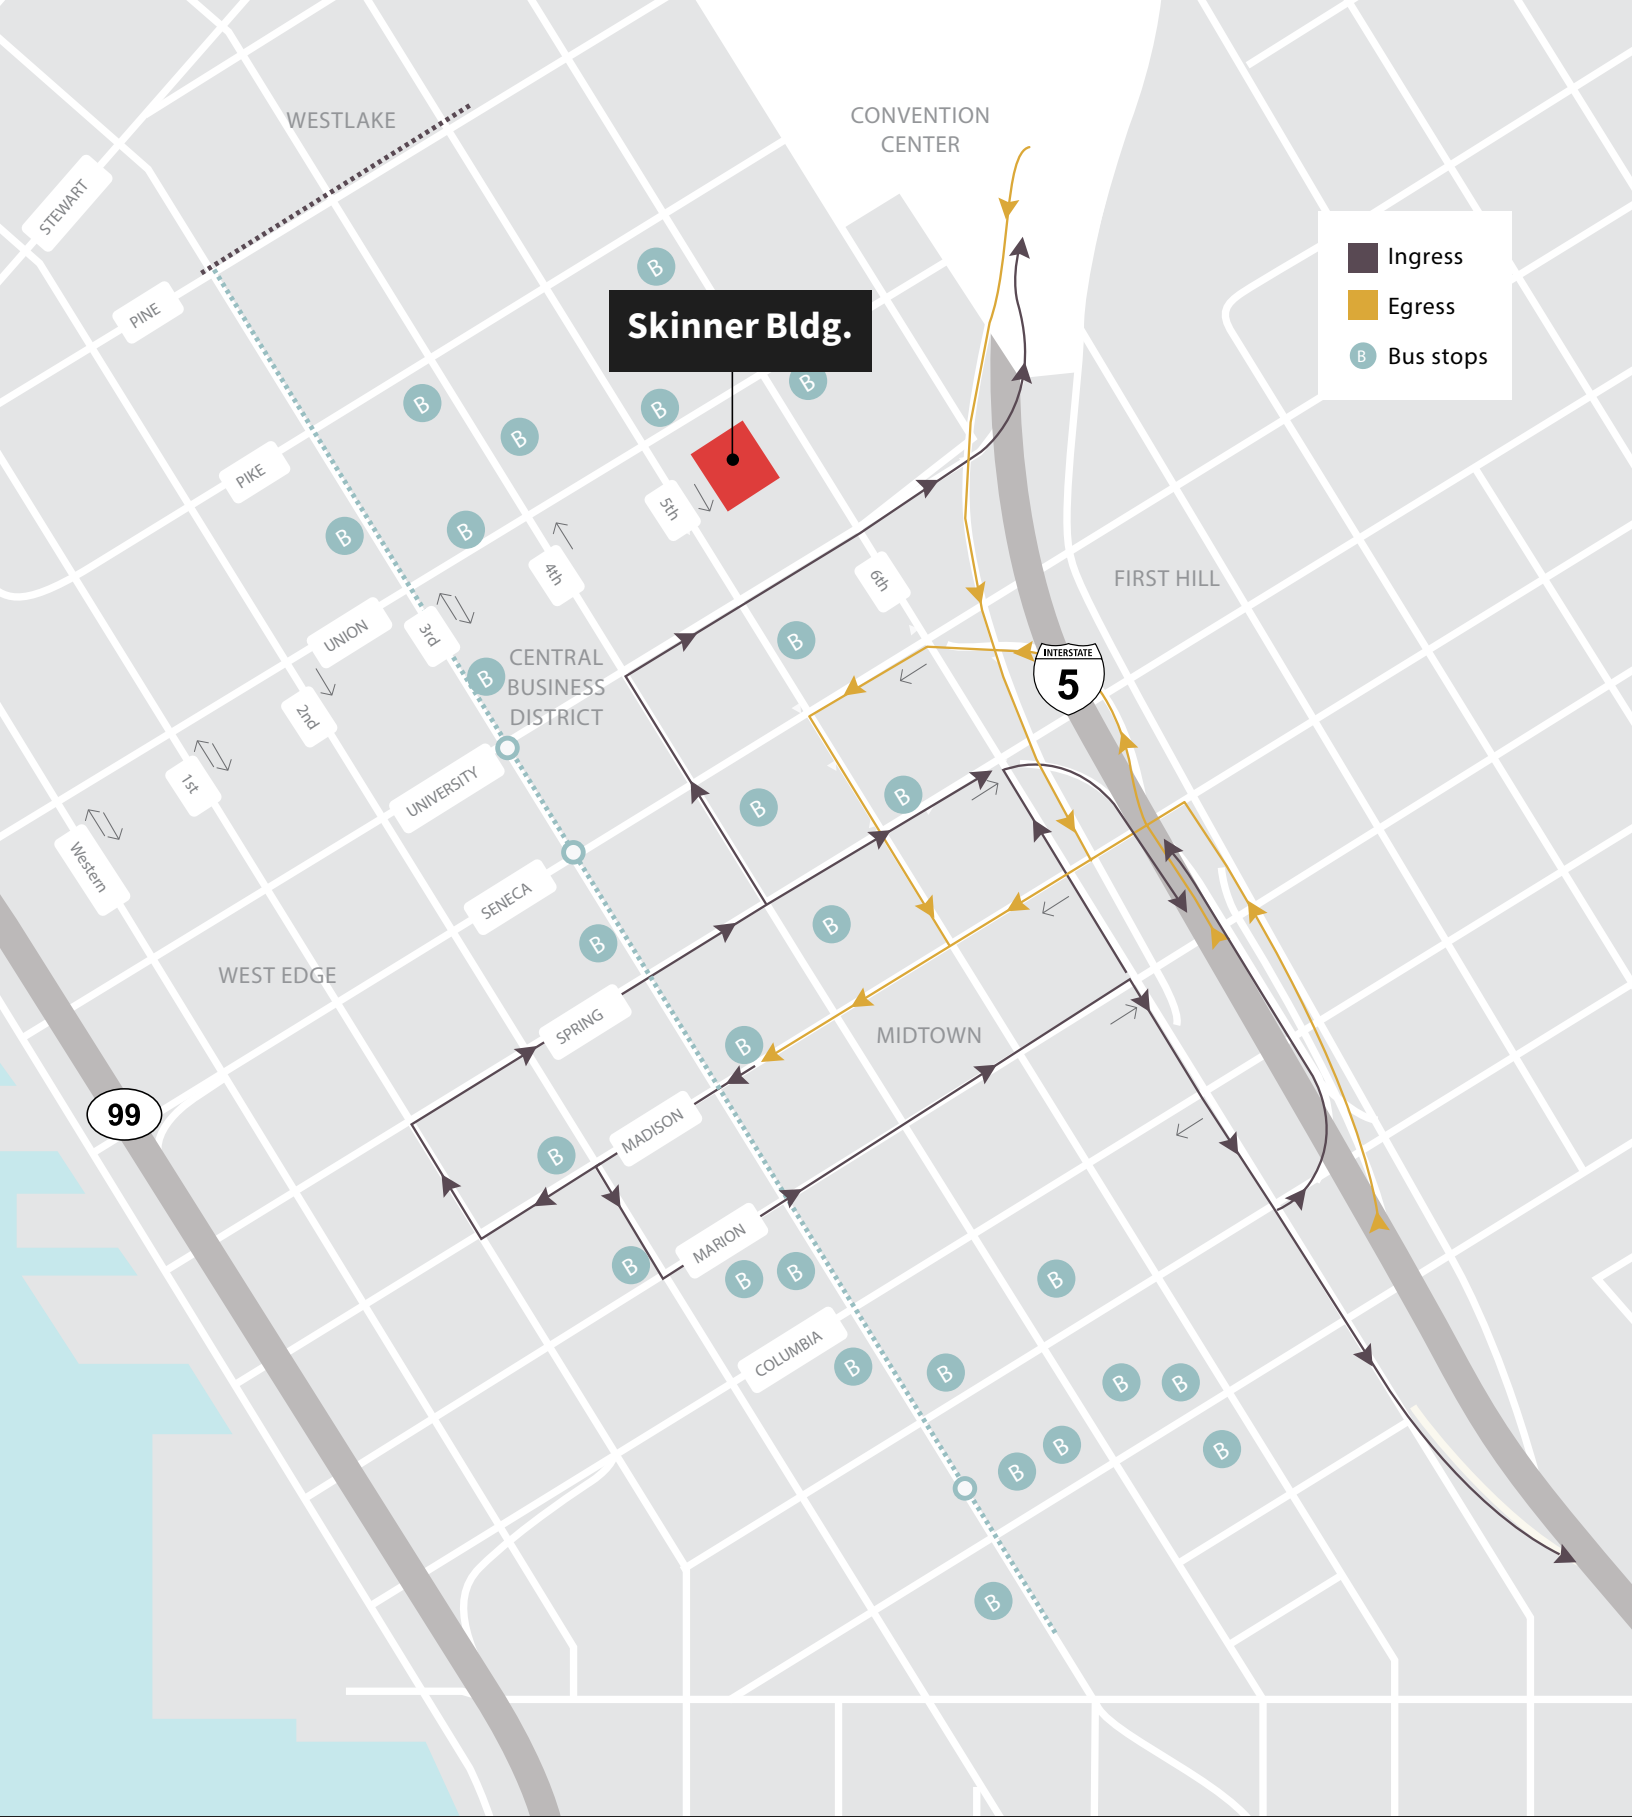 WESTLAKE
CONVENTION
CENTER
STEWART
Ingress
Egress
B Bus stops
PINE
B
Skinner Bldg.
B
B
B
B
PIKE
5th
B
B
4th
6th
FIRST HILL
UNION
3rd
B
CENTRAL
BUSINESS
DISTRICT
B
INTERSTATE
5
2nd
UNIVERSITY
1st
B
B
Western
SENECA
B
B
WEST EDGE
SPRING
MIDTOWN
B
99
MADISON
B
MARION
B
B
B
B
COLUMBIA
B
B
B
B
B
B
B
B